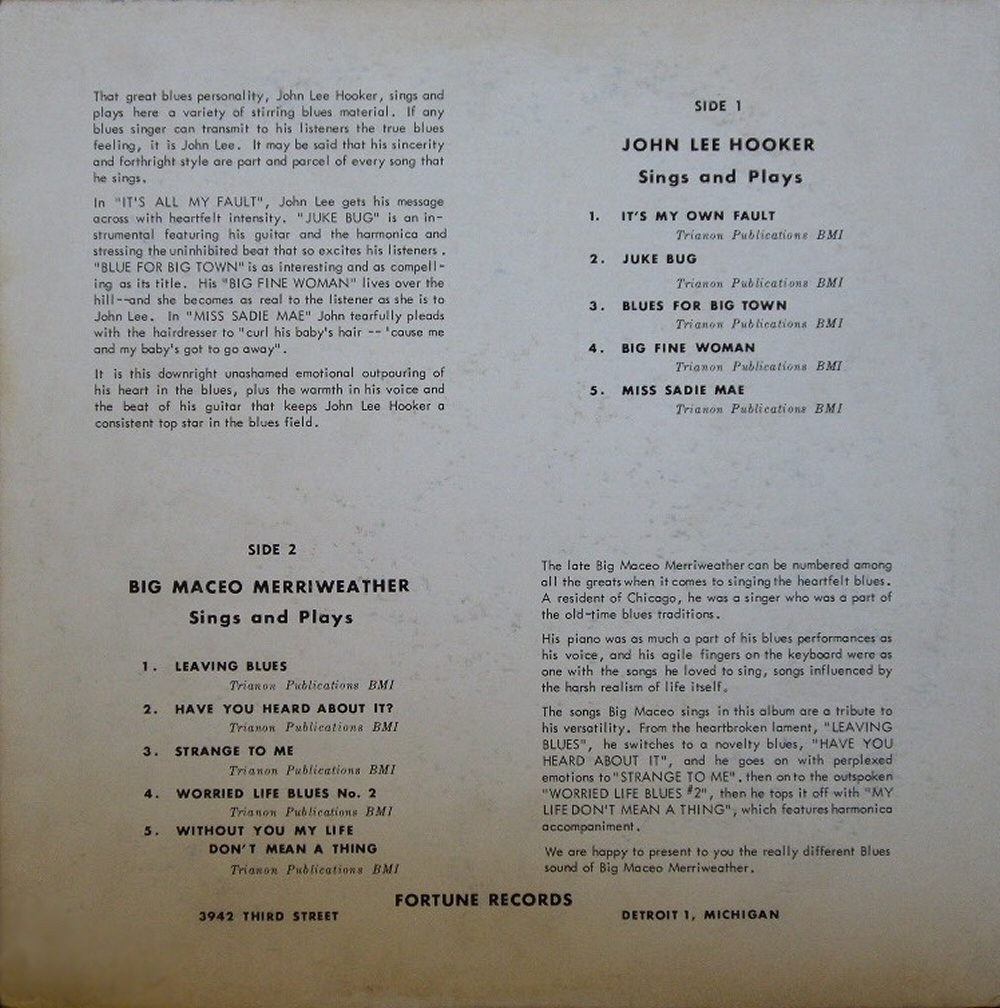 That great blues personality, John Lee Hooker, sings and
plays here a variety of stirring blues material. If any
blues singer can transmit to his listeners the true blues
feeling, it is John Lee. It may be said that his sincerity
and forthright style are part and parcel of every song that
he sings.
In "IT'S ALL MY FAULT", John Lee gets his message
across with heartfelt intensity. "JUKE BUG" is an in-
strumental featuring his guitar and the harmonica and
stressing the uninhibited beat that so excites his listeners.
"BLUE FOR BIG TOWN" is as interesting and as compell-
ing as its title. His "BIG FINE WOMAN" lives over the
hill--and she becomes as real to the listener as she is to
John Lee. In "MISS SADIE MAE" John tearfully pleads
with the hairdresser to "curl his baby's hair -- 'cause me
and my baby's got to go away".
It is this downright unashamed emotional outpouring of
his heart in the blues, plus the warmth in his voice and
the beat of his guitar that keeps John Lee Hooker a
consistent top star in the blues field.
SIDE 1
JOHN LEE HOOKER
Sings and Plays
1. IT'S MY OWN FAULT
Trianon Publications BMI
2. JUKE BUG
Trianon Publications BMI
3. BLUES FOR BIG TOWN
Trianon Publications BMI
4. BIG FINE WOMAN
Trianon Publications BMI
5. MISS SADIE MAE
Trianon Publications BMI
SIDE 2
BIG MACEO MERRIWEATHER
Sings and Plays
1. LEAVING BLUES
Trianon Publications BMI
2. HAVE YOU HEARD ABOUT IT?
Trianon Publications BMI
3. STRANGE TO ME
Trianon Publications BMI
4. WORRIED LIFE BLUES No. 2
Trianon Publications BMI
5. WITHOUT YOU MY LIFE
DON'T MEAN A THING
Trianon Publications BMI
The late Big Maceo Merriweather can be numbered among
all the greats when it comes to singing the heartfelt blues.
A resident of Chicago, he was a singer who was a part of
the old-time blues traditions.
His piano was as much a part of his blues performances as
his voice, and his agile fingers on the keyboard were as
one with the songs he loved to sing, songs influenced by
the harsh realism of life itself.
The songs Big Maceo sings in this album are a tribute to
his versatility. From the heartbroken lament, "LEAVING
BLUES", he switches to a novelty blues, "HAVE YOU
HEARD ABOUT IT", and he goes on with perplexed
emotions to "STRANGE TO ME". then on to the outspoken
"WORRIED LIFE BLUES #2", then he tops it off with "MY
LIFE DON'T MEAN A THING", which features harmonica
accompaniment.
We are happy to present to you the really different Blues
sound of Big Maceo Merriweather.
FORTUNE RECORDS
3942 THIRD STREET DETROIT 1, MICHIGAN